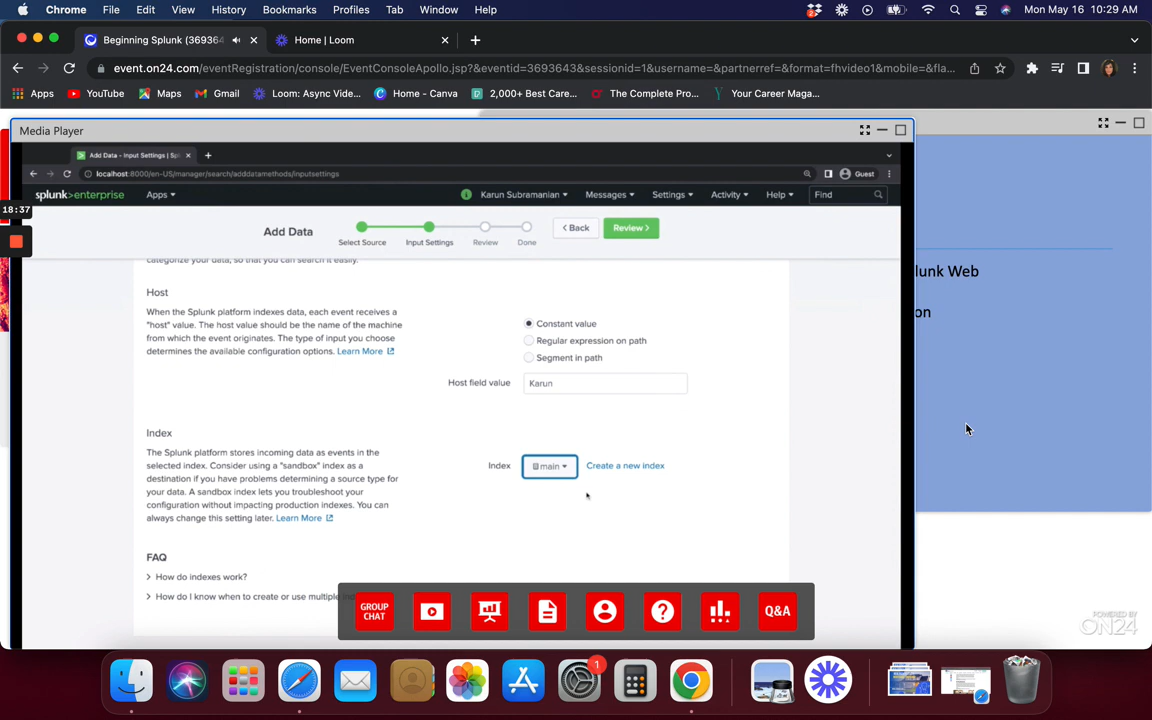 Chrome File Edit View History Bookmarks Profiles Tab Window Help Mon May 16 10:29 AM
Beginning Splunk (369364 Home | Loom
event.on24.com/eventRegistration/console/EventConsoleApollo.jsp?&eventid=3693643&sessionid=1&username=&partnerref=&format=fhvideo1&mobile=&fla...
Apps YouTube Maps Gmail Loom: Async Vide... Home - Canva 2,000+ Best Care... The Complete Pro... Your Career Maga...
Media Player
Add Data - Input Settings | Spl
localhost:8000/en-US/manager/search/adddatamethods/inputsettings Guest
splunk>enterprise Apps Karun Subramanian Messages Settings Activity Help Find
18:37
Add Data Select Source Input Settings Review Done < Back Review >
categorize your data, so that you can search it easily.
Host
When the Splunk platform indexes data, each event receives a
"host" value. The host value should be the name of the machine
from which the event originates. The type of input you choose
determines the available configuration options. Learn More
Constant value
Regular expression on path
Segment in path
Host field value Karun
Index
The Splunk platform stores incoming data as events in the
selected index. Consider using a "sandbox" index as a
destination if you have problems determining a source type for
your data. A sandbox index lets you troubleshoot your
configuration without impacting production indexes. You can
always change this setting later. Learn More
Index main Create a new index
FAQ
How do indexes work?
How do I know when to create or use multiple ind
lunk Web
on
GROUP
CHAT
Q&A
POWERED BY
ON24
1